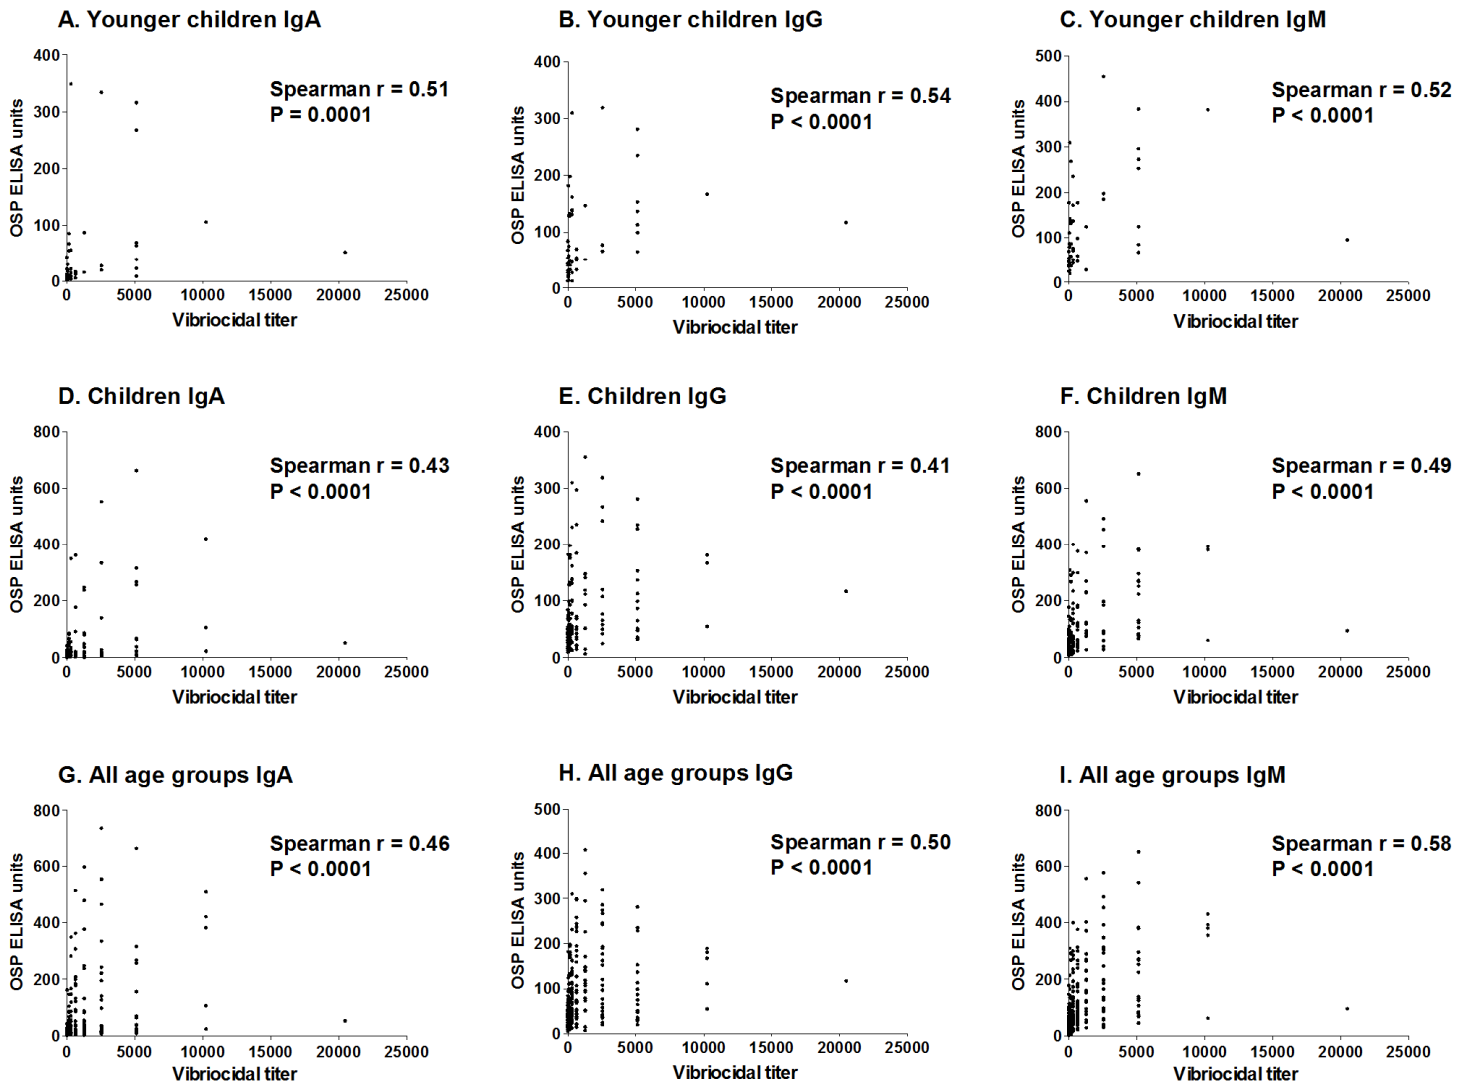 A. Younger children IgA
400
300
200
100
0
OSP ELISA units
Spearman r = 0.51
P = 0.0001
0 5000 10000 15000 20000 25000
Vibriocidal titer
B. Younger children IgG
400
300
200
100
0
OSP ELISA units
Spearman r = 0.54
P < 0.0001
0 5000 10000 15000 20000 25000
Vibriocidal titer
C. Younger children IgM
500
400
300
200
100
0
OSP ELISA units
Spearman r = 0.52
P < 0.0001
0 5000 10000 15000 20000 25000
Vibriocidal titer
D. Children IgA
800
600
400
200
0
OSP ELISA units
Spearman r = 0.43
P < 0.0001
0 5000 10000 15000 20000 25000
Vibriocidal titer
E. Children IgG
400
300
200
100
0
OSP ELISA units
Spearman r = 0.41
P < 0.0001
0 5000 10000 15000 20000 25000
Vibriocidal titer
F. Children IgM
800
600
400
200
0
OSP ELISA units
Spearman r = 0.49
P < 0.0001
0 5000 10000 15000 20000 25000
Vibriocidal titer
G. All age groups IgA
800
600
400
200
0
OSP ELISA units
Spearman r = 0.46
P < 0.0001
0 5000 10000 15000 20000 25000
Vibriocidal titer
H. All age groups IgG
500
400
300
200
100
0
OSP ELISA units
Spearman r = 0.50
P < 0.0001
0 5000 10000 15000 20000 25000
Vibriocidal titer
I. All age groups IgM
800
600
400
200
0
OSP ELISA units
Spearman r = 0.58
P < 0.0001
0 5000 10000 15000 20000 25000
Vibriocidal titer